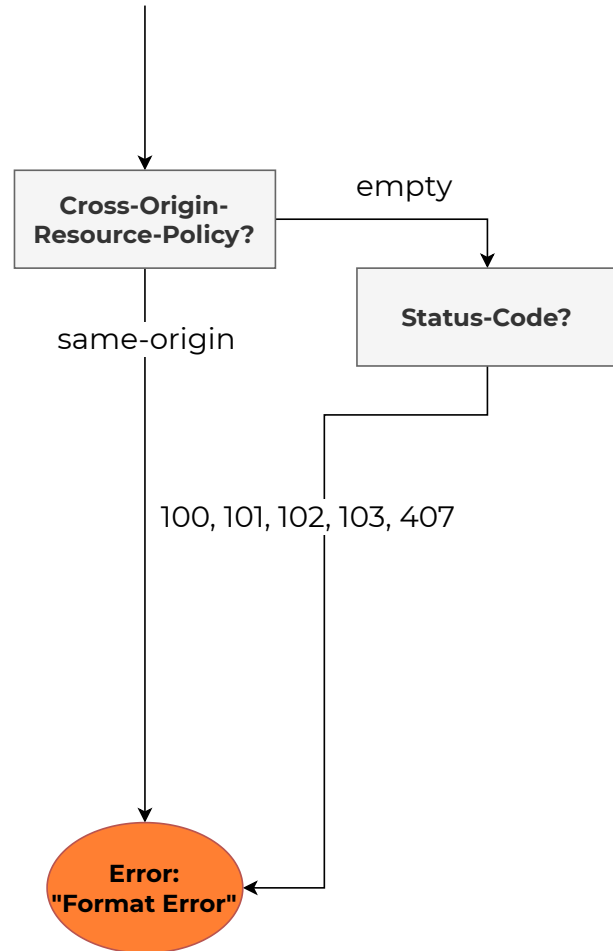 empty
Cross-Origin-
Resource-Policy?
Status-Code?
same-origin
100, 101, 102, 103, 407
Error:
"Format Error"